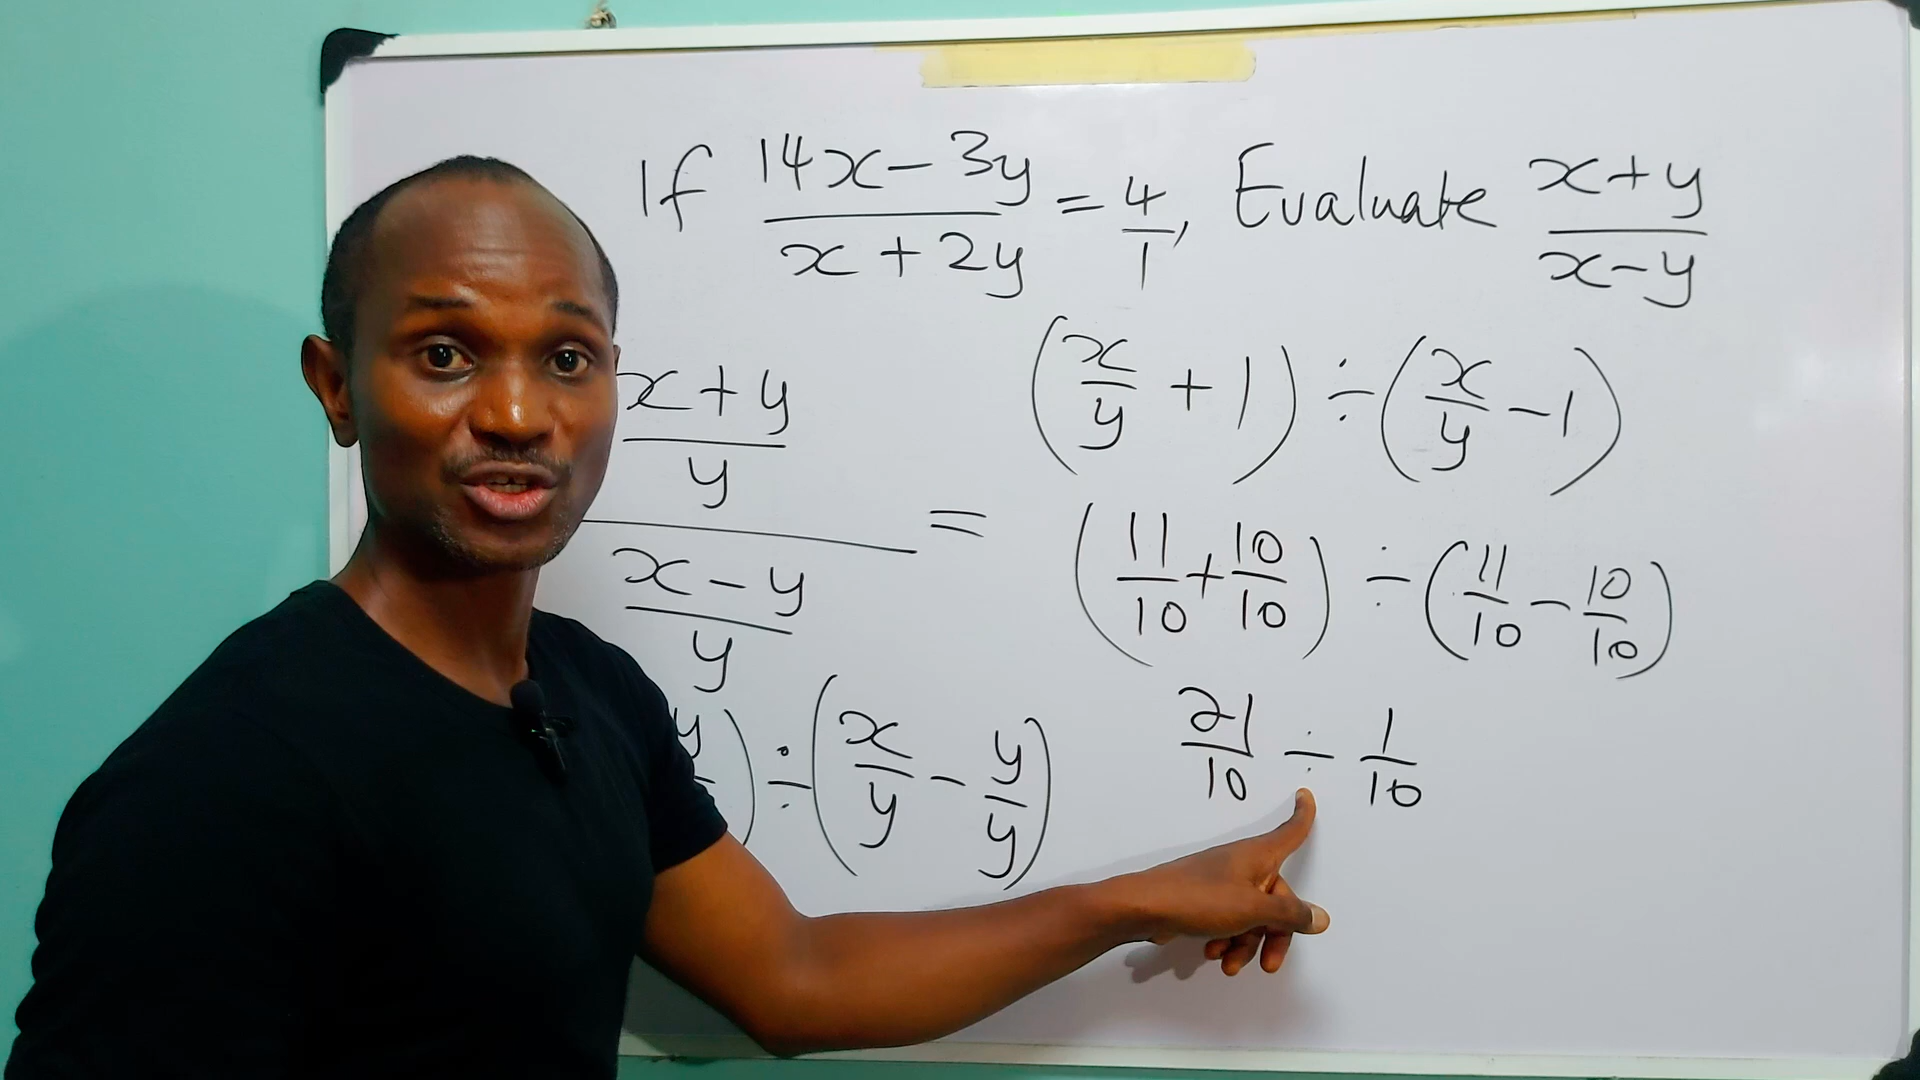 If (14x - 3y)/(x + 2y) = 4/1, Evaluate (x + y)/(x - y)
((x + y)/y)/((x - y)/y) =
y) ÷ (x/y - y/y)
(x/y + 1) ÷ (x/y - 1)
(11/10 + 10/10) ÷ (11/10 - 10/10)
21/10 ÷ 1/10